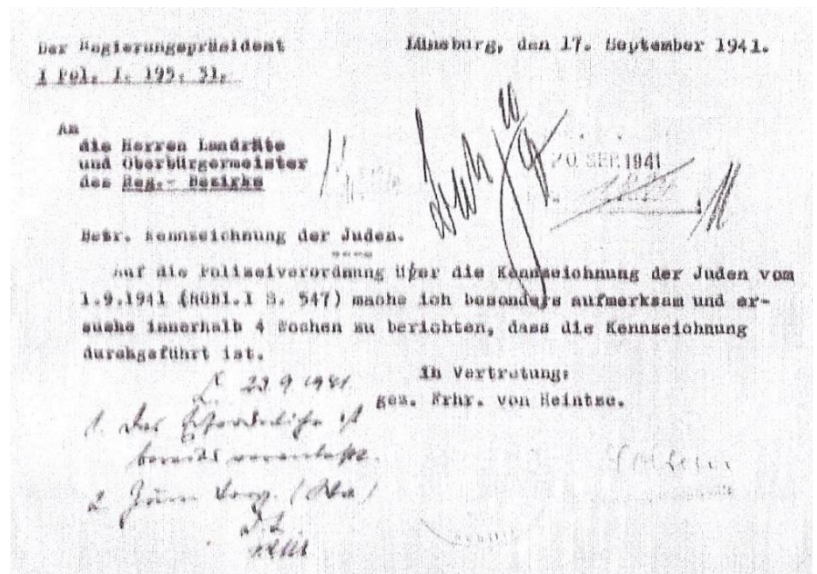 Der Regierungspräsident
Lüneburg, den 17. September 1941.
I Pol. I. 195. 31.
An
die Herren Landräte
und Oberbürgermeister
des Reg.- Bezirks
20. SEP. 1941
Betr. Kennzeichnung der Juden.
Auf die Polizeiverordnung über die Kennzeichnung der Juden vom
1.9.1941 (RGBl.I S. 547) mache ich besonders aufmerksam und er-
suche innerhalb 4 Wochen zu berichten, dass die Kennzeichnung
durchgeführt ist.
In Vertretung:
gez. Frhr. von Heintze.
L. 23 9 1941
1. Das Erforderliche ist
bereits veranlaßt.
2 Zum Vorg.